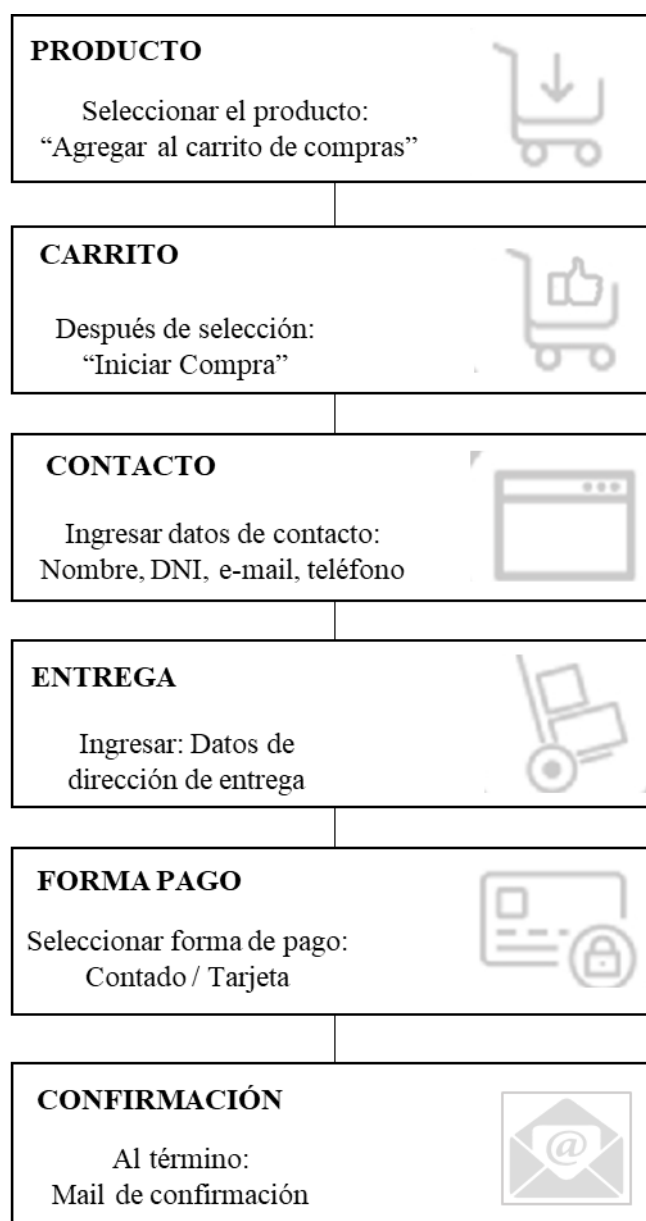 PRODUCTO
Seleccionar el producto:
“Agregar al carrito de compras”
CARRITO
Después de selección:
“Iniciar Compra”
CONTACTO
Ingresar datos de contacto:
Nombre, DNI, e-mail, teléfono
ENTREGA
Ingresar: Datos de
dirección de entrega
FORMA PAGO
Seleccionar forma de pago:
Contado / Tarjeta
CONFIRMACIÓN
@
Al término:
Mail de confirmación